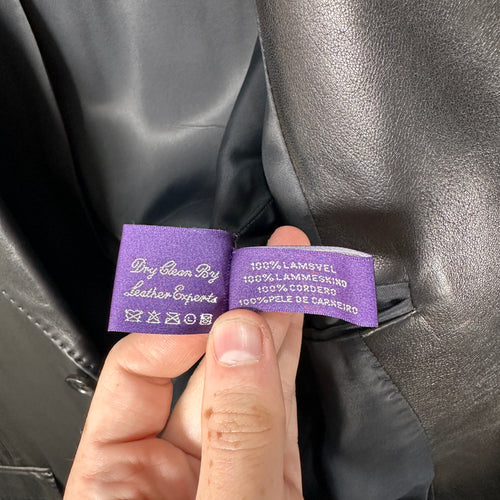 Dry Clean By
Leather Experts
100% LAMSVEL
100% LAMMESKIND
100% CORDERO
100% PELE DE CARNEIRO